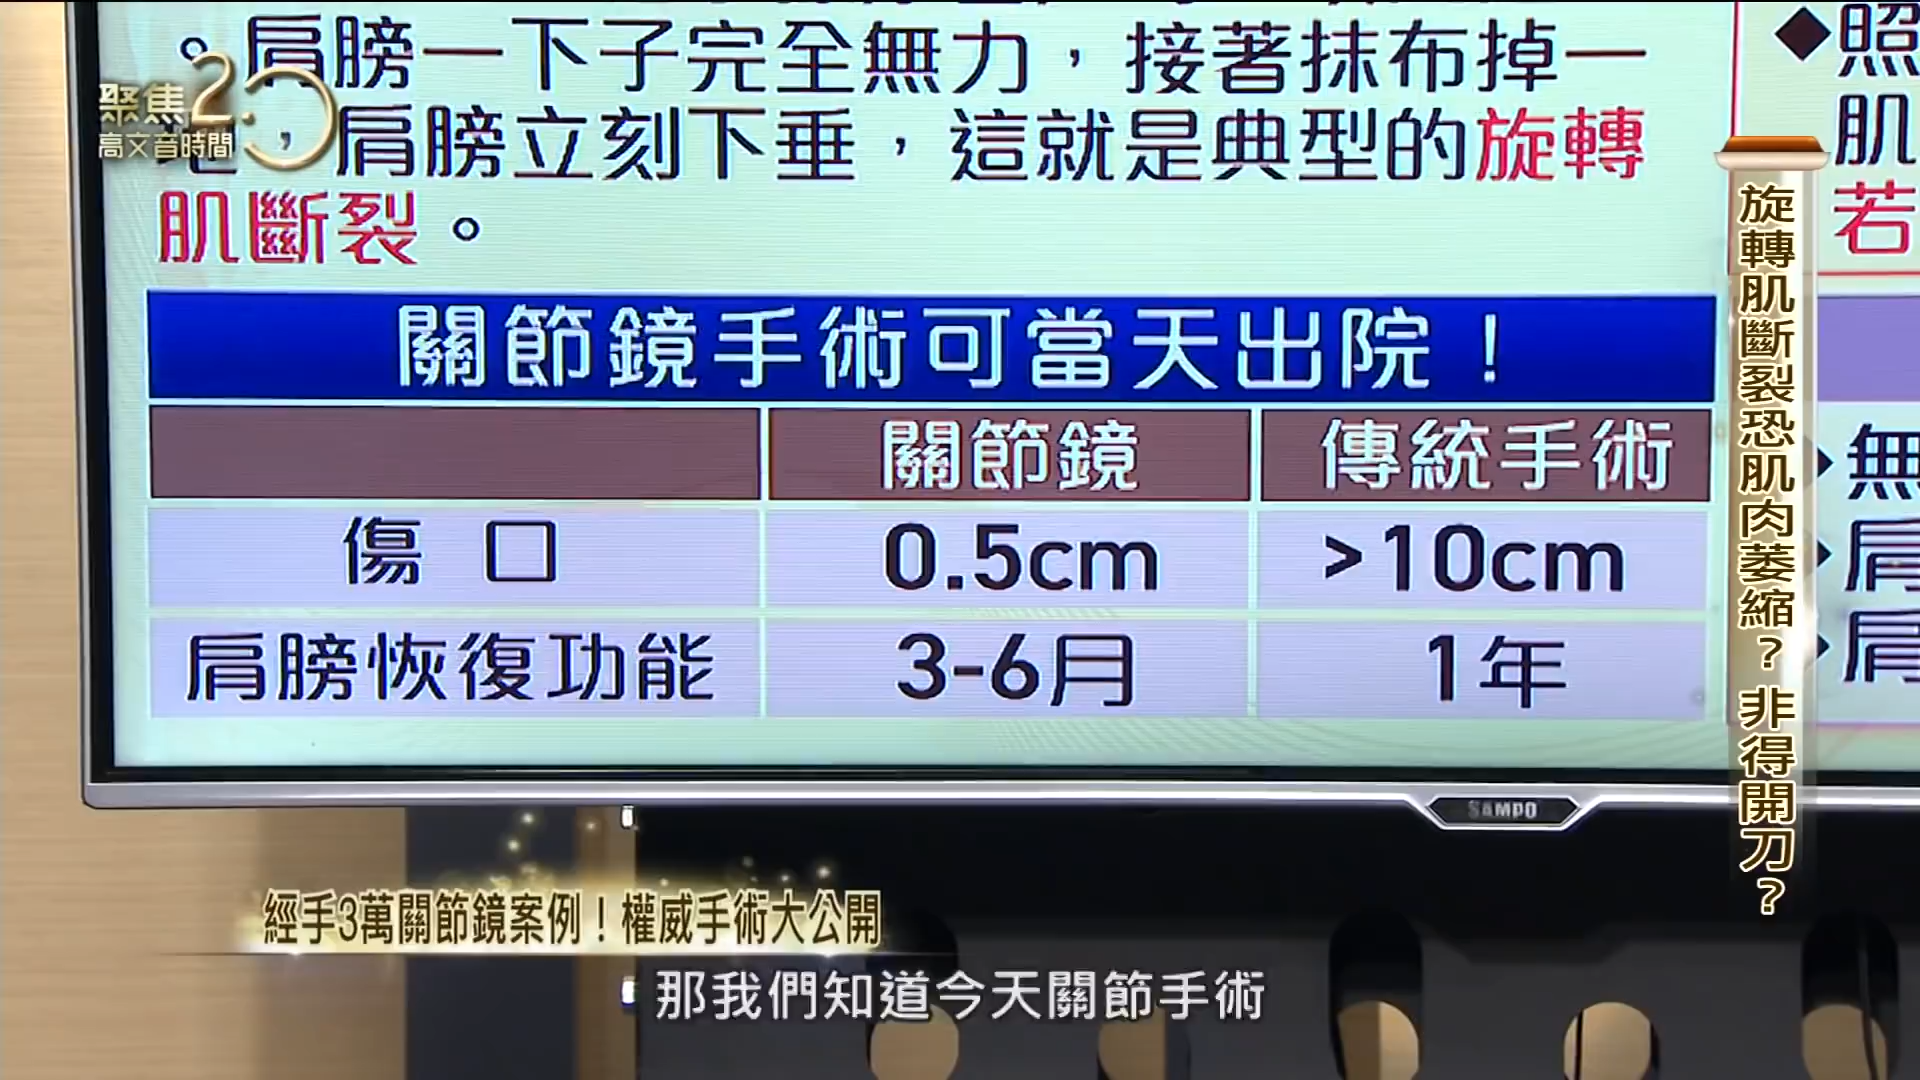 。肩膀一下子完全無力，接著抹布掉一
，肩膀立刻下垂，這就是典型的旋轉
肌斷裂。
聚焦2.0
高文音時間
關節鏡手術可當天出院！
關節鏡 傳統手術
傷口 0.5cm >10cm
肩膀恢復功能 3-6月 1年
◆照
肌
若
無
肩
肩
旋轉肌斷裂恐肌肉萎縮？非得開刀？
SAMPO
經手3萬關節鏡案例！權威手術大公開
那我們知道今天關節手術